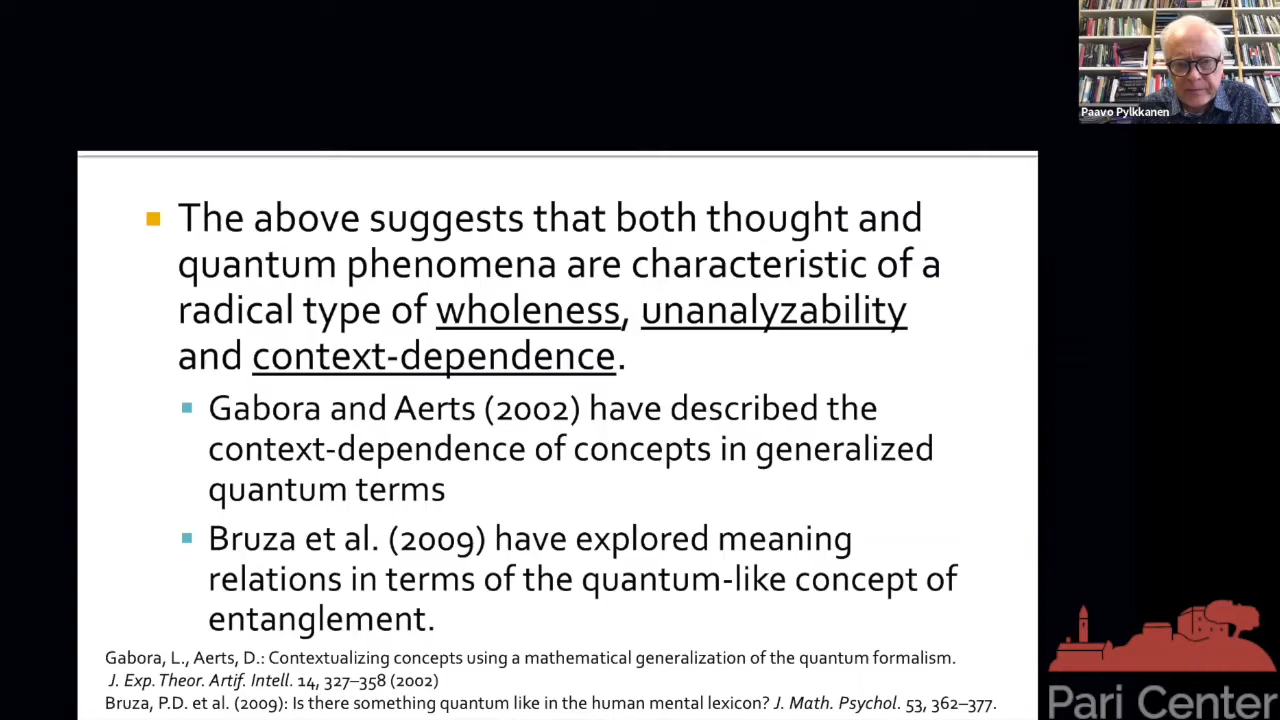 Paavo Pylkkanen
The above suggests that both thought and
quantum phenomena are characteristic of a
radical type of wholeness, unanalyzability
and context-dependence.
Gabora and Aerts (2002) have described the
context-dependence of concepts in generalized
quantum terms
Bruza et al. (2009) have explored meaning
relations in terms of the quantum-like concept of
entanglement.
Gabora, L., Aerts, D.: Contextualizing concepts using a mathematical generalization of the quantum formalism.
J. Exp. Theor. Artif. Intell. 14, 327–358 (2002)
Bruza, P.D. et al. (2009): Is there something quantum like in the human mental lexicon? J. Math. Psychol. 53, 362–377.
Pari Center